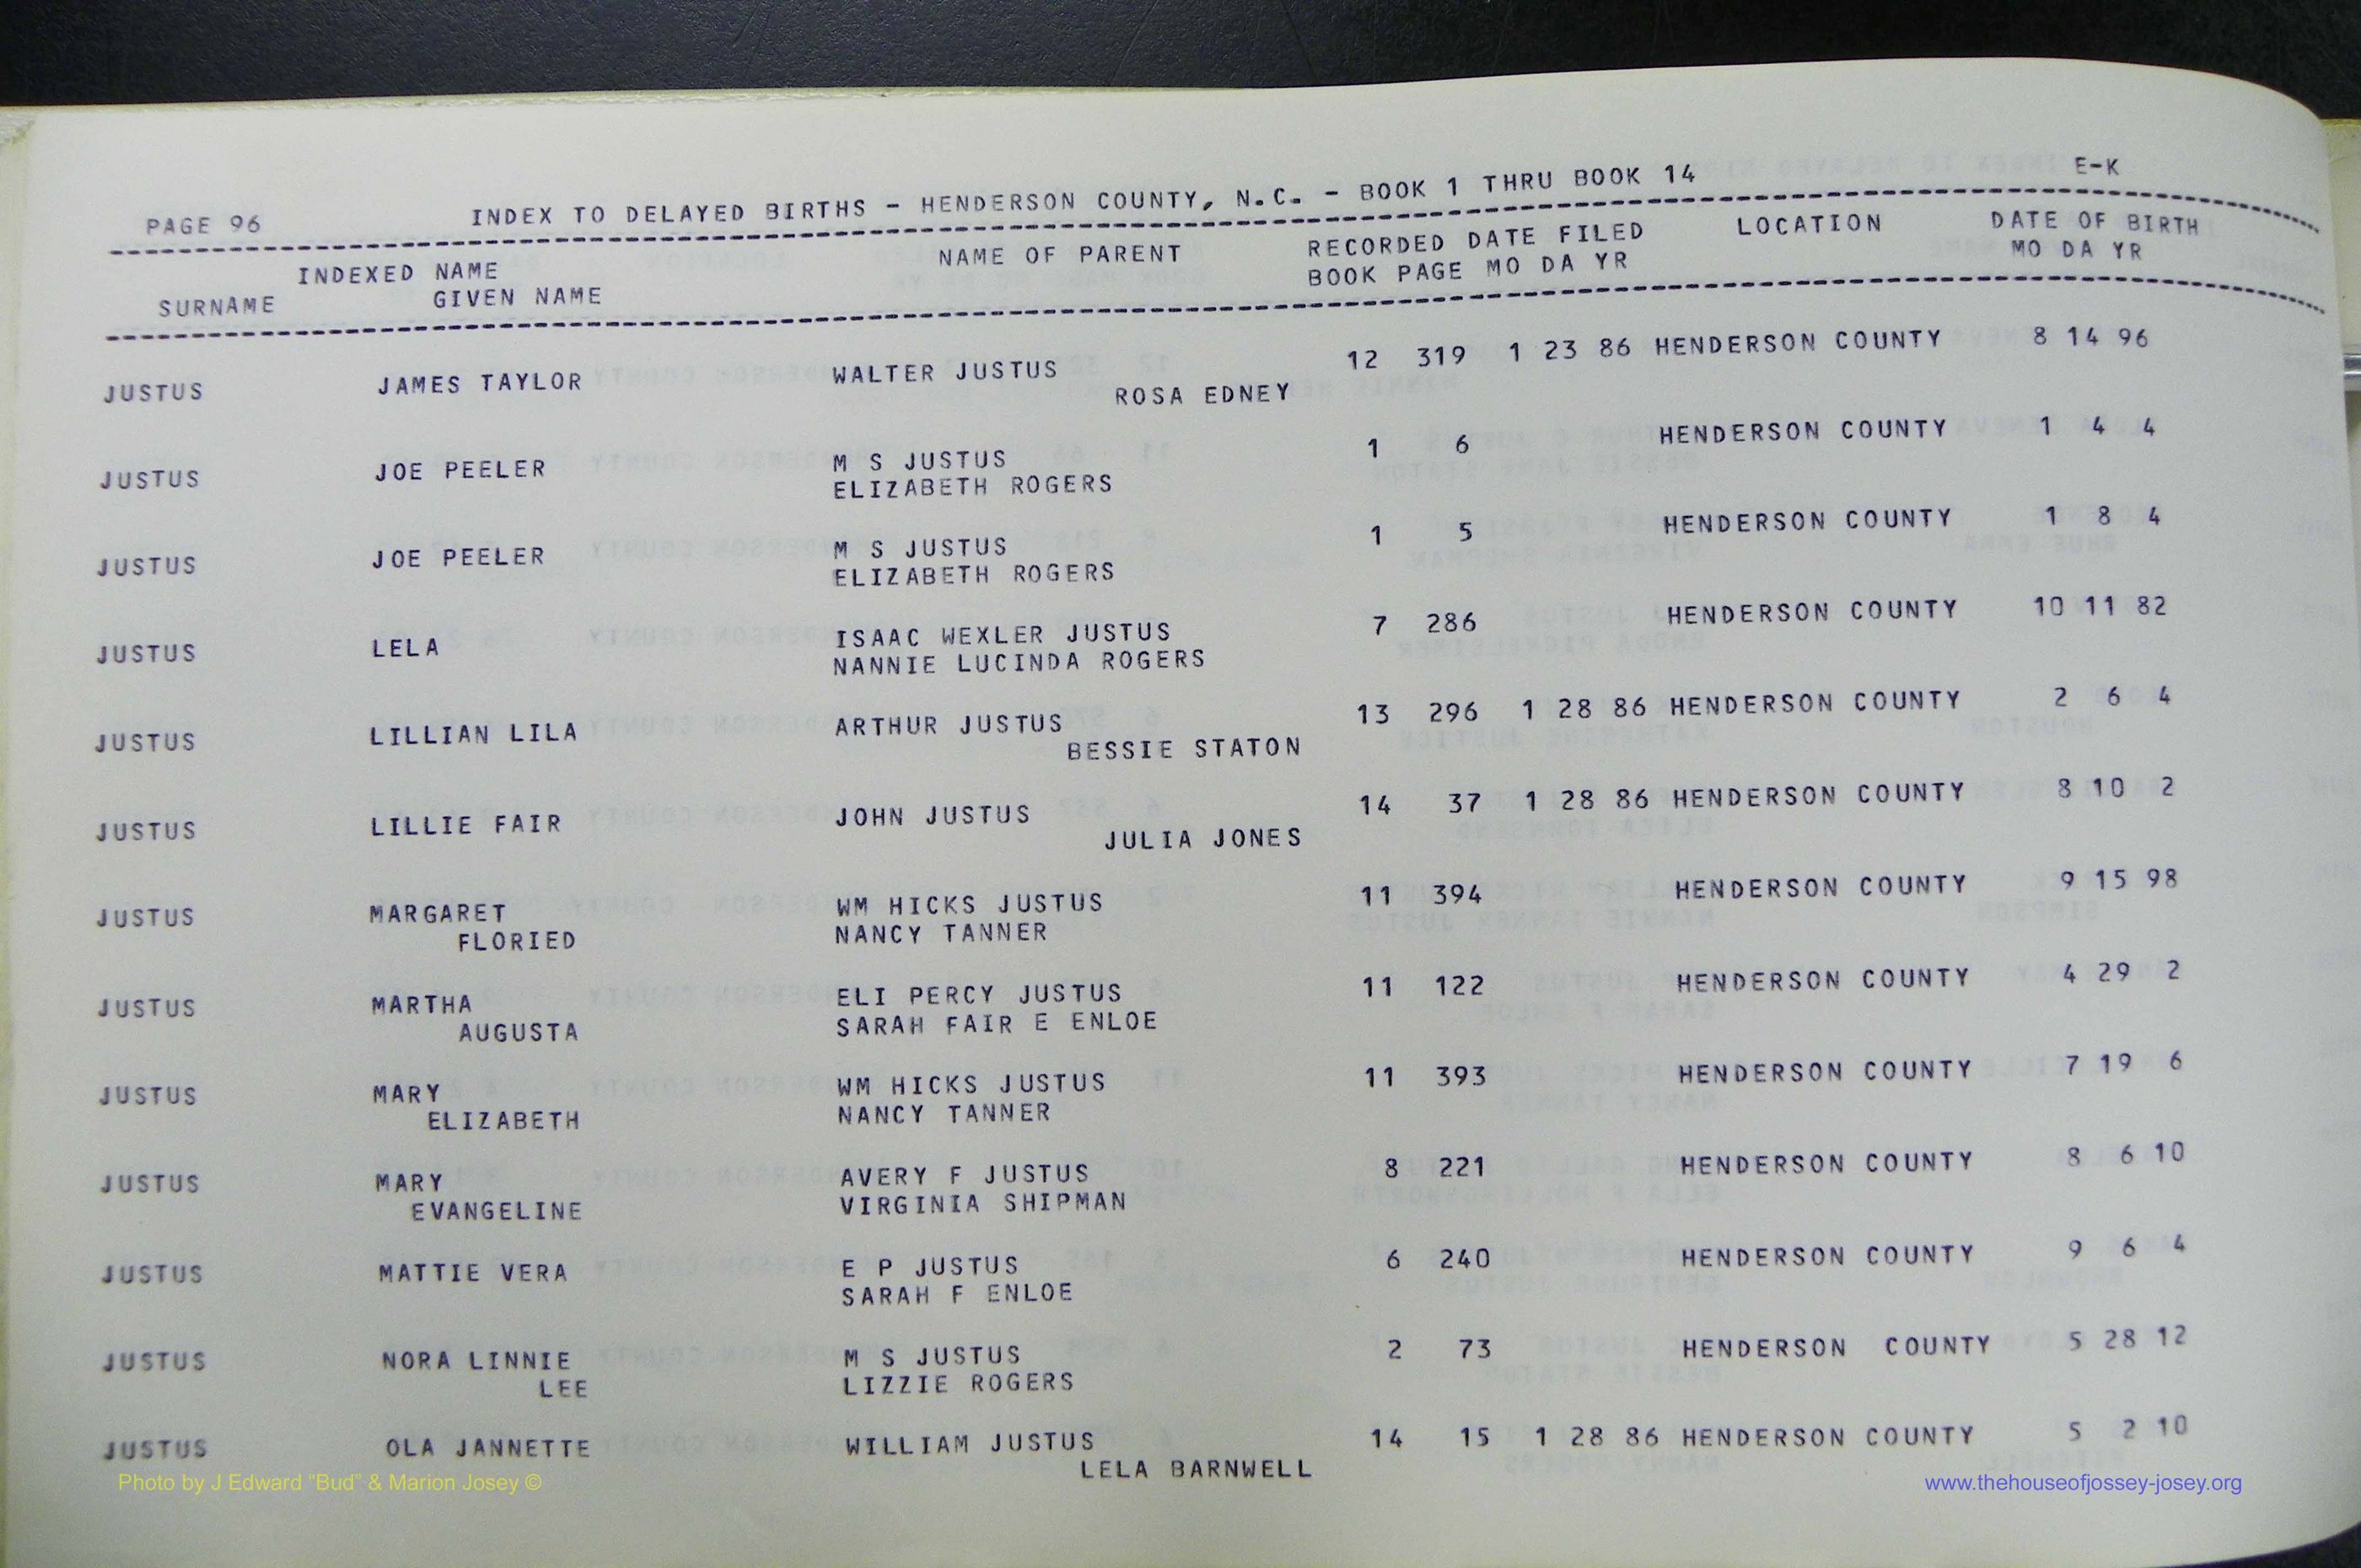 PAGE 96 INDEX TO DELAYED BIRTHS - HENDERSON COUNTY, N.C. - BOOK 1 THRU BOOK 14 E-K
INDEXED NAME NAME OF PARENT RECORDED DATE FILED LOCATION DATE OF BIRTH
SURNAME GIVEN NAME BOOK PAGE MO DA YR MO DA YR
JUSTUS JAMES TAYLOR WALTER JUSTUS 12 319 1 23 86 HENDERSON COUNTY 8 14 96
ROSA EDNEY
JUSTUS JOE PEELER M S JUSTUS 1 6 HENDERSON COUNTY 1 4 4
ELIZABETH ROGERS
JUSTUS JOE PEELER M S JUSTUS 1 5 HENDERSON COUNTY 1 8 4
ELIZABETH ROGERS
JUSTUS LELA ISAAC WEXLER JUSTUS 7 286 HENDERSON COUNTY 10 11 82
NANNIE LUCINDA ROGERS
JUSTUS LILLIAN LILA ARTHUR JUSTUS 13 296 1 28 86 HENDERSON COUNTY 2 6 4
BESSIE STATON
JUSTUS LILLIE FAIR JOHN JUSTUS 14 37 1 28 86 HENDERSON COUNTY 8 10 2
JULIA JONES
JUSTUS MARGARET WM HICKS JUSTUS 11 394 HENDERSON COUNTY 9 15 98
FLORIED NANCY TANNER
JUSTUS MARTHA ELI PERCY JUSTUS 11 122 HENDERSON COUNTY 4 29 2
AUGUSTA SARAH FAIR E ENLOE
JUSTUS MARY WM HICKS JUSTUS 11 393 HENDERSON COUNTY 7 19 6
ELIZABETH NANCY TANNER
JUSTUS MARY AVERY F JUSTUS 8 221 HENDERSON COUNTY 8 6 10
EVANGELINE VIRGINIA SHIPMAN
JUSTUS MATTIE VERA E P JUSTUS 6 240 HENDERSON COUNTY 9 6 4
SARAH F ENLOE
JUSTUS NORA LINNIE M S JUSTUS 2 73 HENDERSON COUNTY 5 28 12
LEE LIZZIE ROGERS
JUSTUS OLA JANNETTE WILLIAM JUSTUS 14 15 1 28 86 HENDERSON COUNTY 5 2 10
LELA BARNWELL
Photo by J Edward "Bud" & Marion Josey © www.thehouseofjossey-josey.org